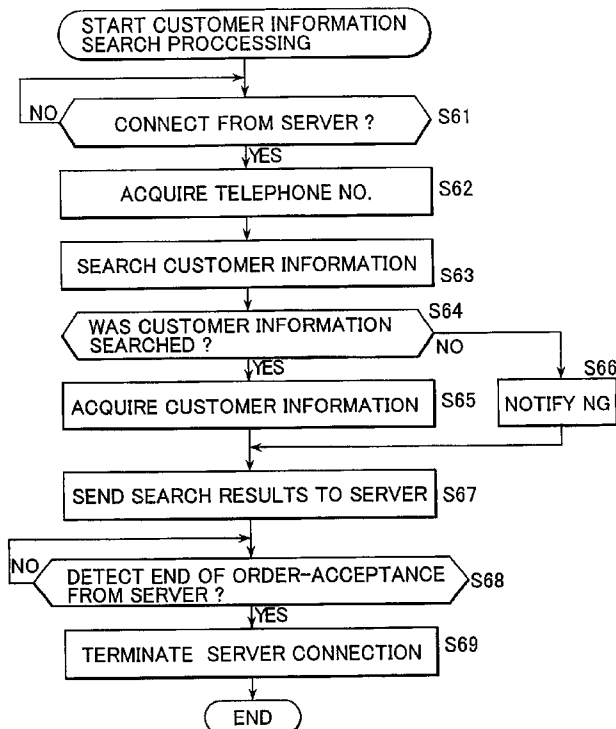 START CUSTOMER INFORMATION
SEARCH PROCCESSING
NO
CONNECT FROM SERVER ?
S61
YES
ACQUIRE TELEPHONE NO.
S62
SEARCH CUSTOMER INFORMATION
S63
S64
WAS CUSTOMER INFORMATION
SEARCHED ?
NO
YES
S66
ACQUIRE CUSTOMER INFORMATION
S65
NOTIFY NG
SEND SEARCH RESULTS TO SERVER
S67
NO
DETECT END OF ORDER-ACCEPTANCE
FROM SERVER ?
S68
YES
TERMINATE SERVER CONNECTION
S69
END